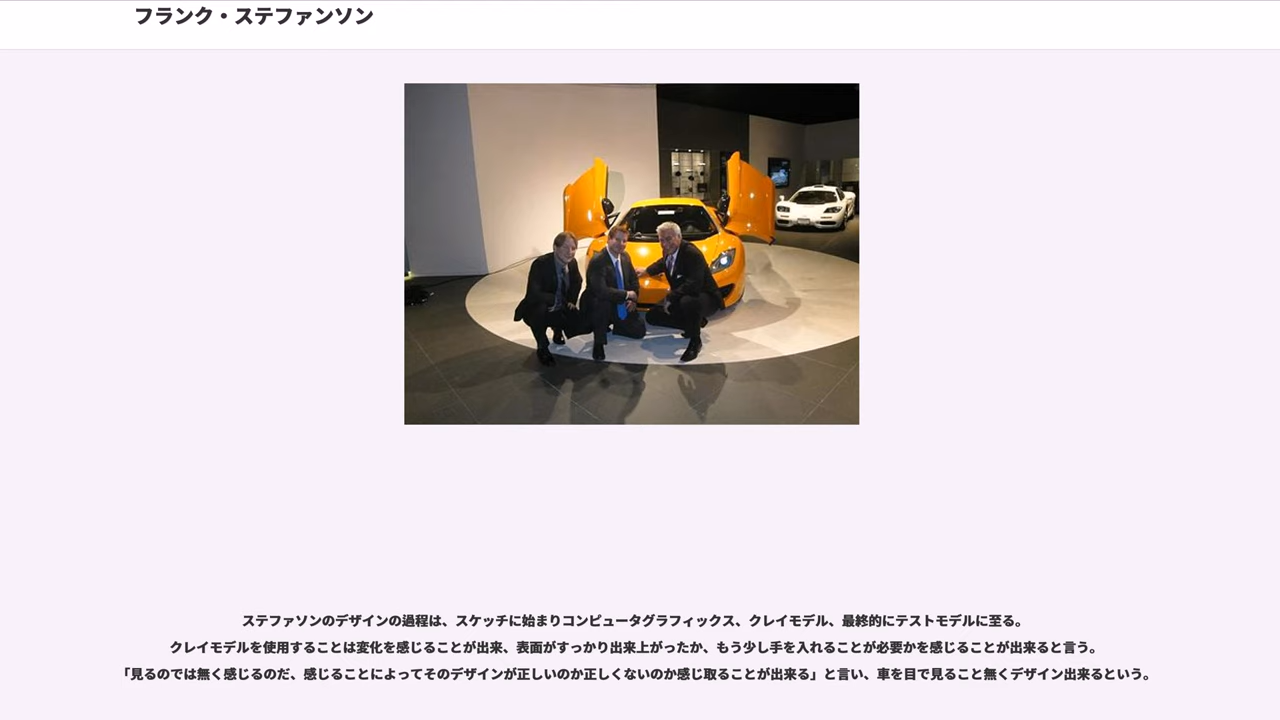 フランク・ステファンソン
ステファソンのデザインの過程は、スケッチに始まりコンピュータグラフィックス、クレイモデル、最終的にテストモデルに至る。
クレイモデルを使用することは変化を感じることが出来、表面がすっかり出来上がったか、もう少し手を入れることが必要かを感じることが出来ると言う。
「見るのでは無く感じるのだ、感じることによってそのデザインが正しいのか正しくないのか感じ取ることが出来る」と言い、車を目で見ること無くデザイン出来るという。